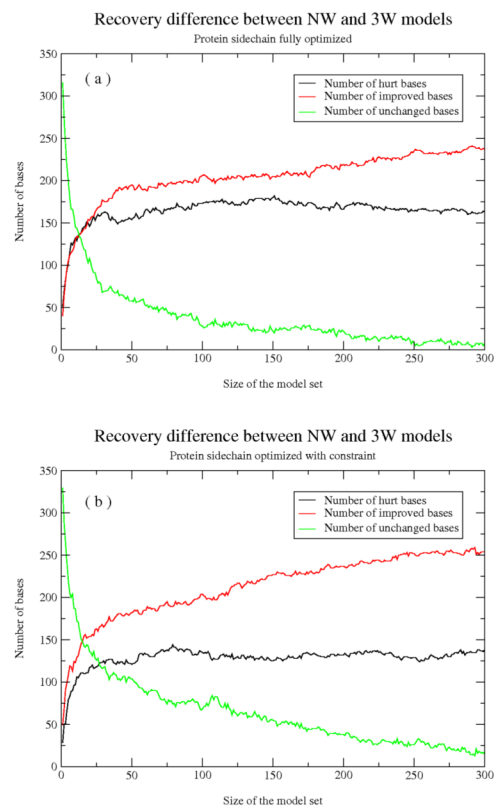 Recovery difference between NW and 3W models
Protein sidechain fully optimized
350
( a )
Number of hurt bases
Number of improved bases
Number of unchanged bases
300
250
200
150
100
50
0
Number of bases
0 50 100 150 200 250 300
Size of the model set
Recovery difference between NW and 3W models
Protein sidechain optimized with constraint
350
( b )
Number of hurt bases
Number of improved bases
Number of unchanged bases
300
250
200
150
100
50
0
Number of bases
0 50 100 150 200 250 300
Size of the model set